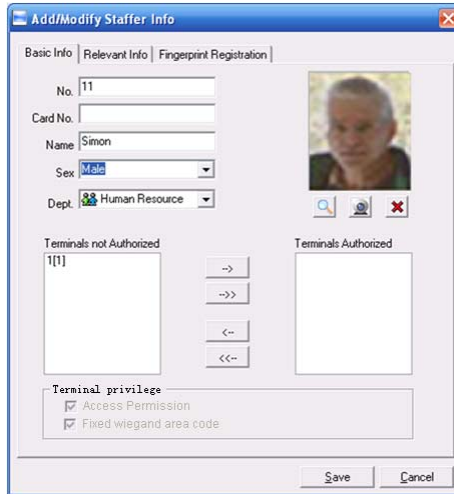 Add/Modify Staffer Info
Basic Info Relevant Info Fingerprint Registration
No. 11
Card No.
Name Simon
Sex Male
Dept. Human Resource
Terminals not Authorized Terminals Authorized
1[1]
-->
-->>
<--
<<--
Terminal privilege
Access Permission
Fixed wiegand area code
Save Cancel